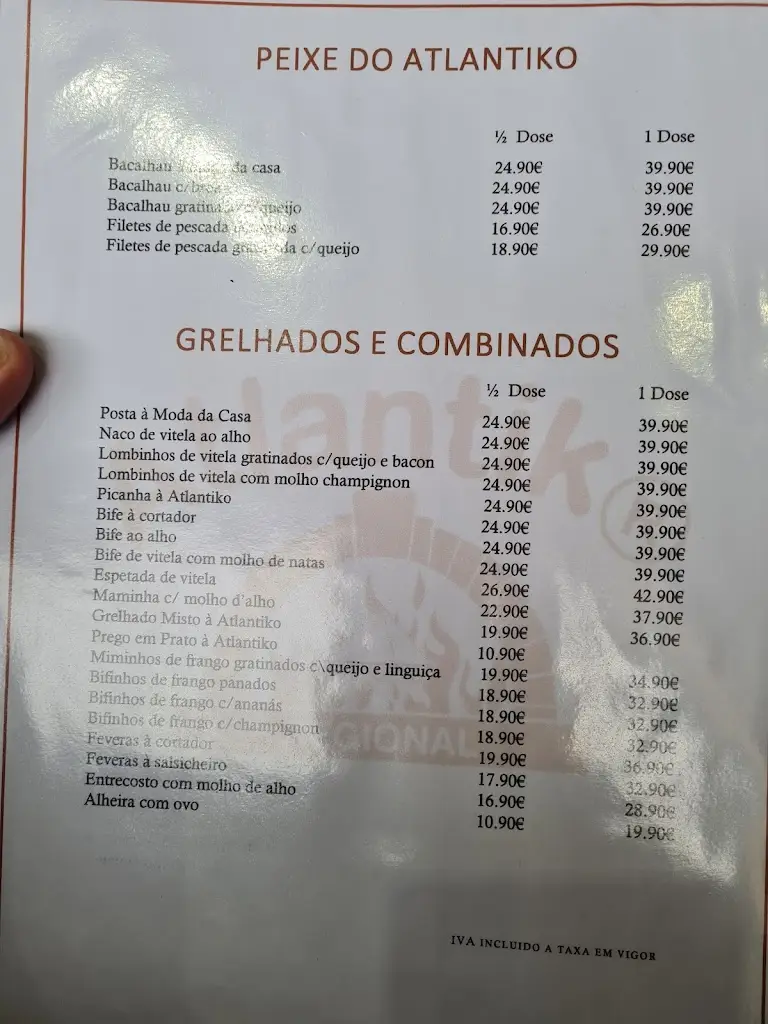 PEIXE DO ATLANTIKO
½ Dose 1 Dose
Bacalhau da casa 24.90€ 39.90€
Bacalhau 24.90€ 39.90€
Bacalhau c/queijo 24.90€ 39.90€
Filetes de pescada 16.90€ 26.90€
Filetes de pescada c/queijo 18.90€ 29.90€
GRELHADOS E COMBINADOS
½ Dose 1 Dose
Posta à Moda da Casa 24.90€ 39.90€
Naco de vitela ao alho 24.90€ 39.90€
Lombinhos de vitela gratinados c/queijo e bacon 24.90€ 39.90€
Lombinhos de vitela com molho champignon 24.90€ 39.90€
Picanha à Atlantiko 24.90€ 39.90€
Bife à cortador 24.90€ 39.90€
Bife ao alho 24.90€ 39.90€
Bife de vitela com molho de natas 24.90€ 39.90€
Espetada de vitela 26.90€ 42.90€
Maminha c/ molho d'alho 22.90€ 37.90€
Grelhado Misto à Atlantiko 19.90€ 36.90€
Prego em Prato à Atlantiko 10.90€
Miminhos de frango gratinados c\queijo e linguiça 19.90€ 34.90€
Bifinhos de frango panados 18.90€ 32.90€
Bifinhos de frango c/ananás 18.90€ 32.90€
Bifinhos de frango c/champignon 18.90€ 32.90€
Feveras à cortador 19.90€ 36.90€
Feveras à saisicheiro 17.90€ 32.90€
Entrecosto com molho de alho 16.90€ 28.90€
Alheira com ovo 10.90€ 19.90€
IVA INCLUIDO A TAXA EM VIGOR